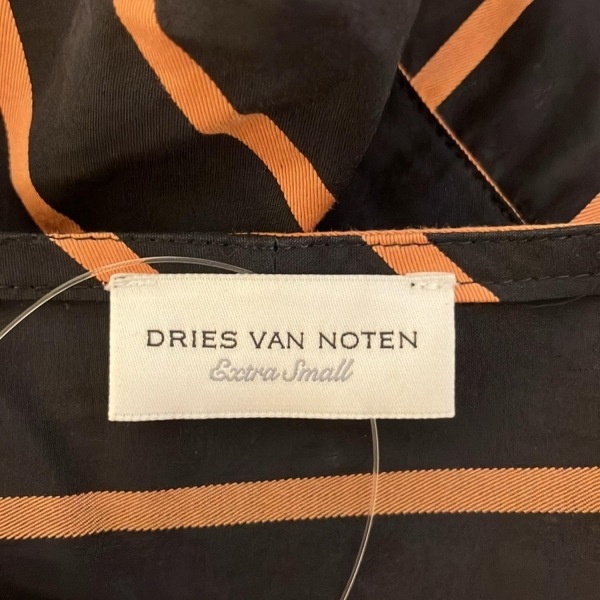 DRIES VAN NOTEN
Extra Small